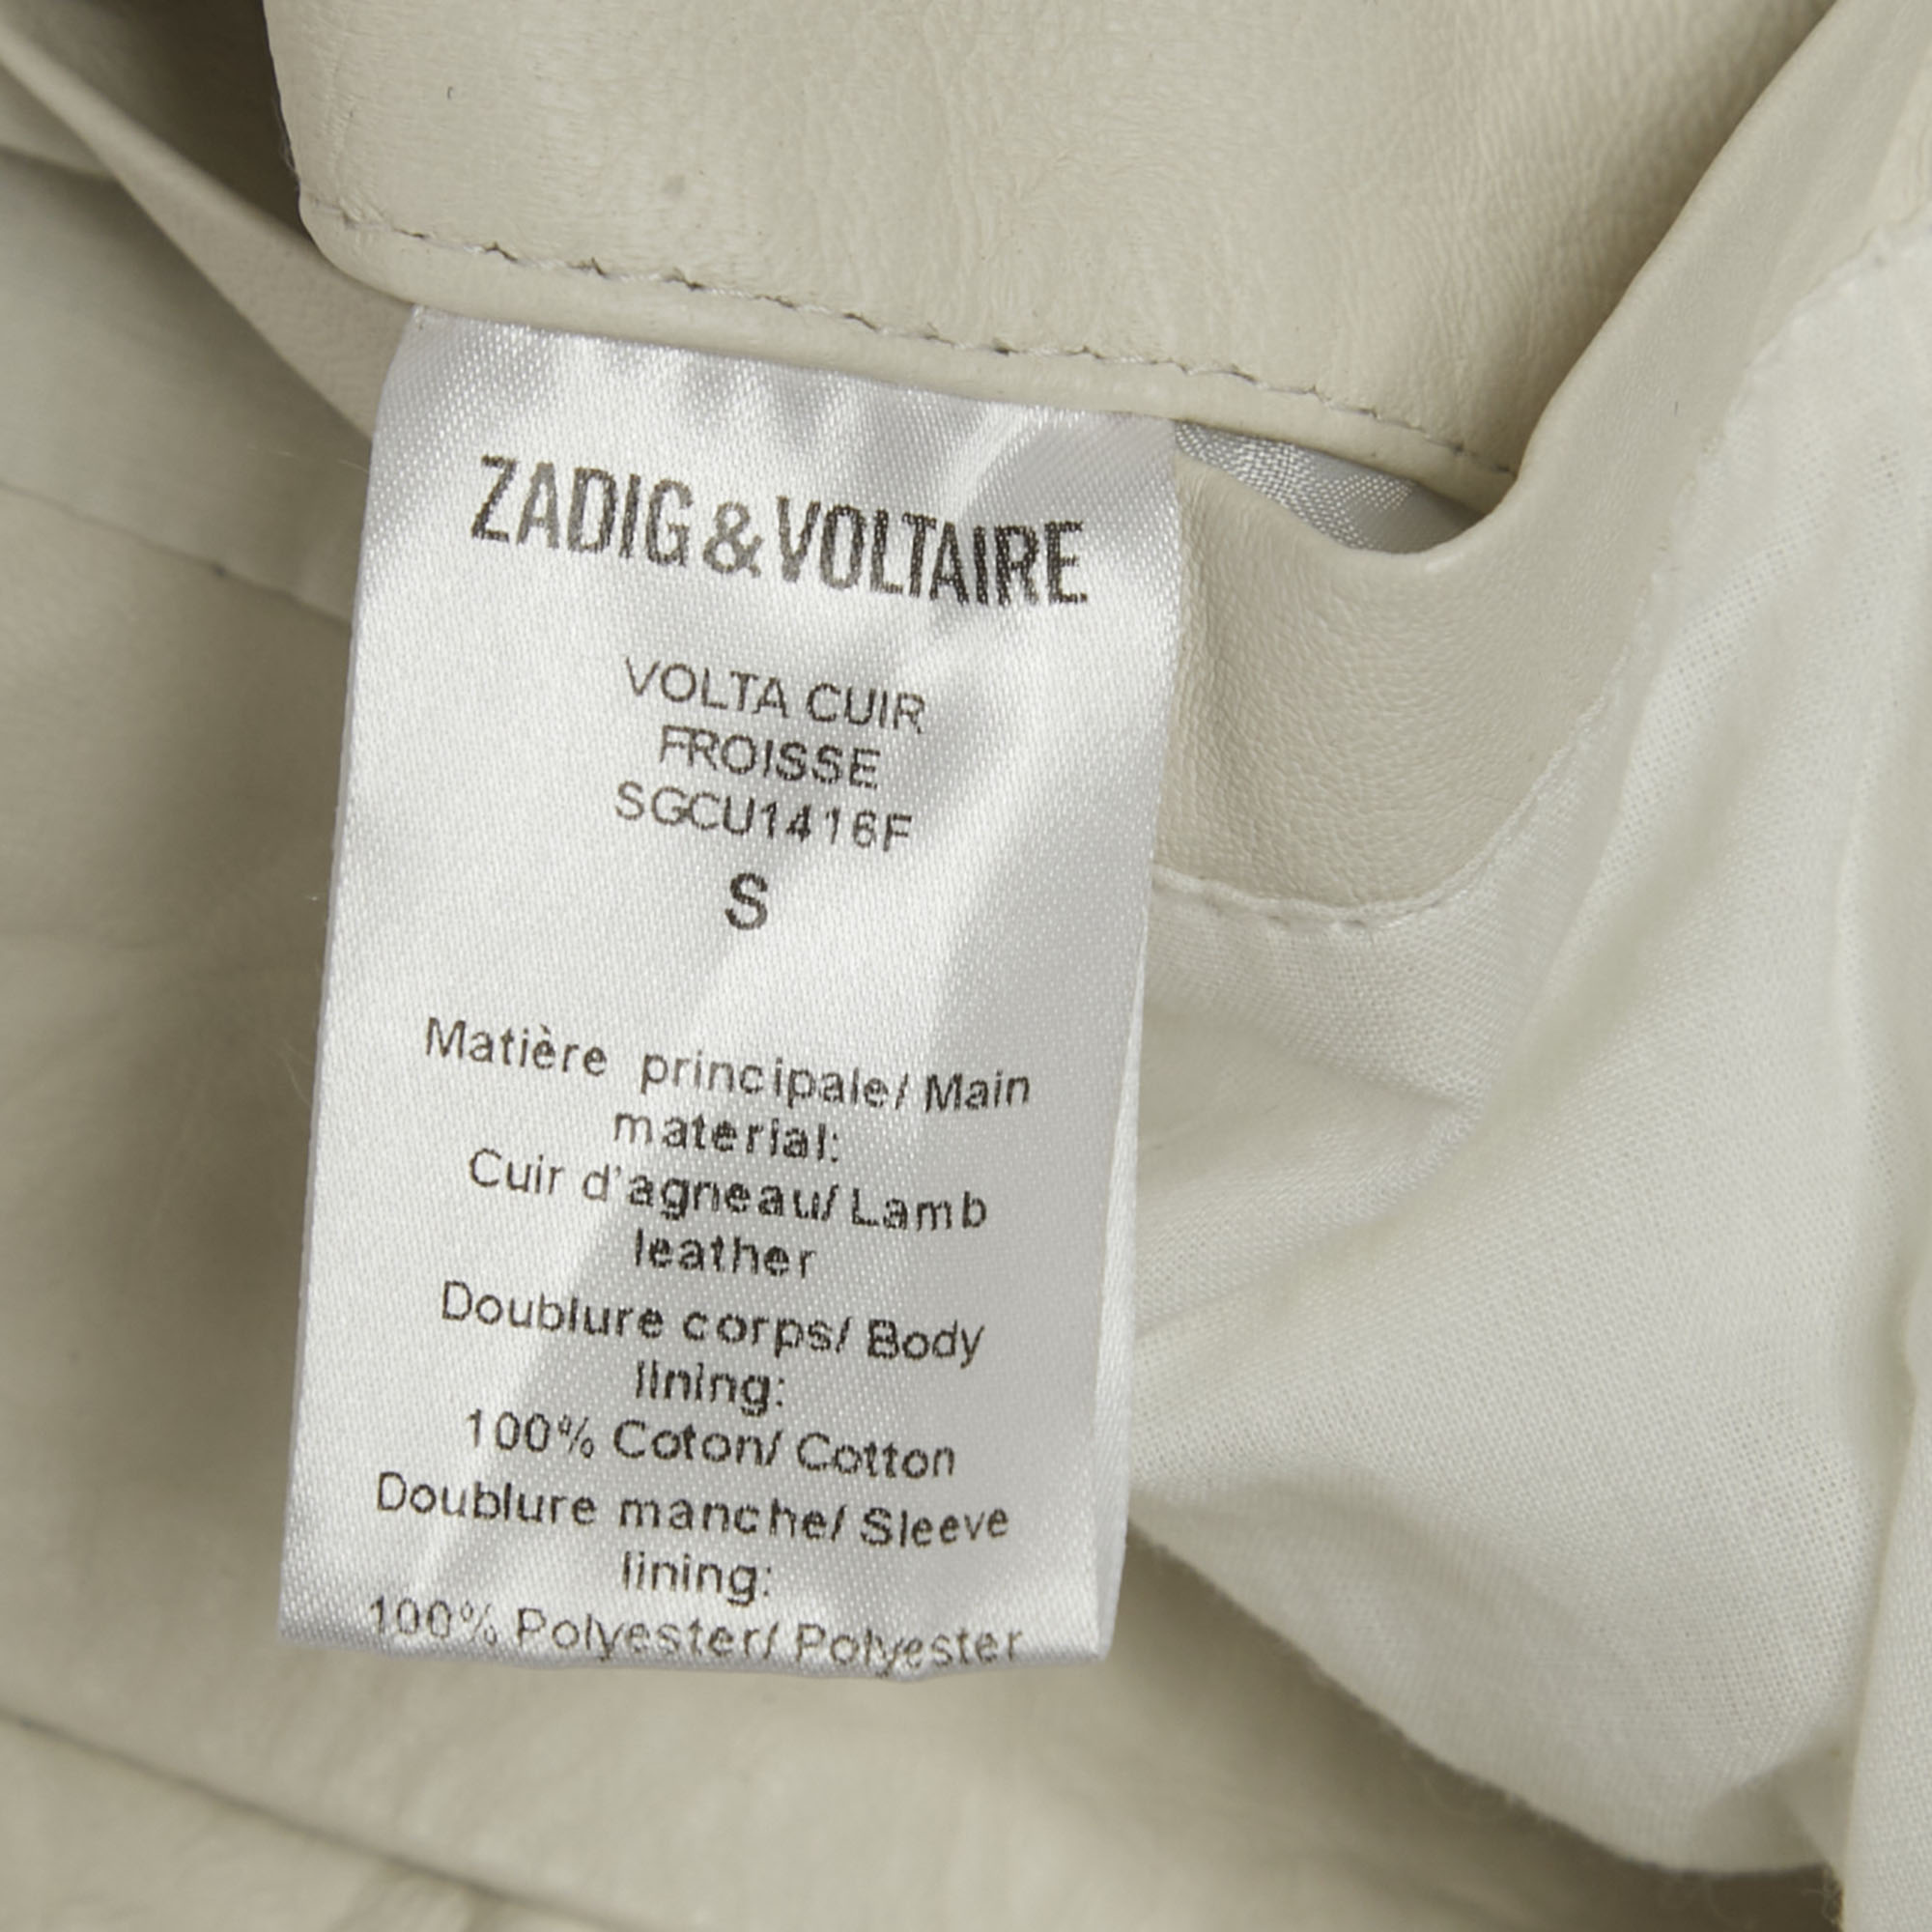 ZADIG&VOLTAIRE
VOLTA CUIR
FROISSE
SGCU1416F
S
Matière principale/ Main
material:
Cuir d'agneau/ Lamb
leather
Doublure corps/ Body
lining:
100% Coton/ Cotton
Doublure manche/ Sleeve
lining:
100% Polyester/ Polyester